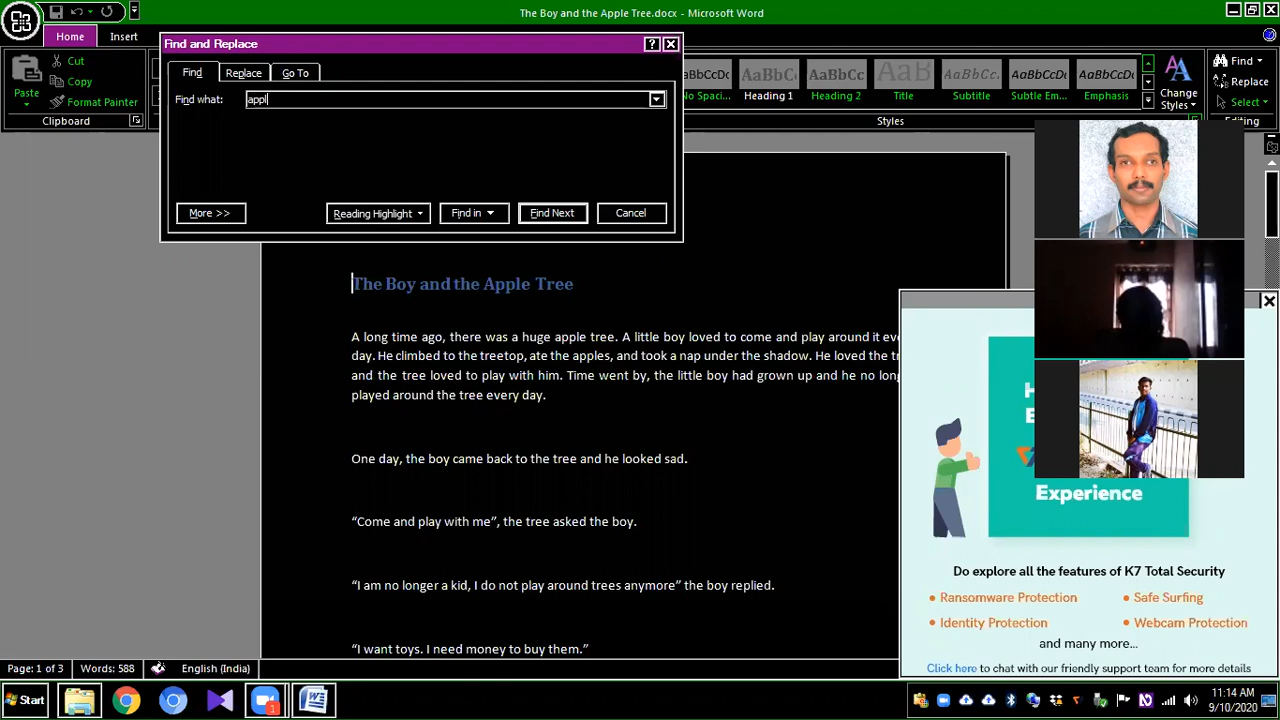 The Boy and the Apple Tree.docx - Microsoft Word
Home
Insert
Find and Replace
?
Find
Replace
Go To
Find what:
appl
More >>
Reading Highlight
Find in
Find Next
Cancel
Paste
Cut
Copy
Format Painter
Clipboard
AaBbCcDc
AaBbCc
AaBbCc
AaB
AaBbCc
AaBbCcDc
AaBbCcDc
Heading 1
Heading 2
Title
Subtitle
Subtle Em...
Emphasis
Change
Styles
Styles
Find
Replace
Select
Editing
The Boy and the Apple Tree
A long time ago, there was a huge apple tree. A little boy loved to come and play around it
day. He climbed to the treetop, ate the apples, and took a nap under the shadow. He loved the
and the tree loved to play with him. Time went by, the little boy had grown up and he no
played around the tree every day.
One day, the boy came back to the tree and he looked sad.
“Come and play with me”, the tree asked the boy.
“I am no longer a kid, I do not play around trees anymore” the boy replied.
“I want toys. I need money to buy them.”
Experience
Do explore all the features of K7 Total Security
• Ransomware Protection
• Safe Surfing
• Identity Protection
• Webcam Protection
and many more...
Click here to chat with our friendly support team for more details
Page: 1 of 3
Words: 588
English (India)
Start
1
11:14 AM
9/10/2020